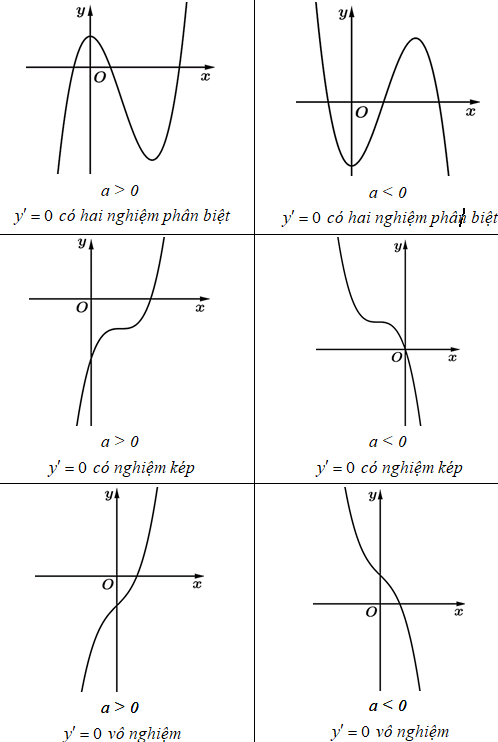 y
O
x
a > 0
y' = 0 có hai nghiệm phân biệt
y
O
x
a < 0
y' = 0 có hai nghiệm phân biệt
y
O
x
a > 0
y' = 0 có nghiệm kép
y
O
x
a < 0
y' = 0 có nghiệm kép
y
O
x
a > 0
y' = 0 vô nghiệm
y
O
x
a < 0
y' = 0 vô nghiệm